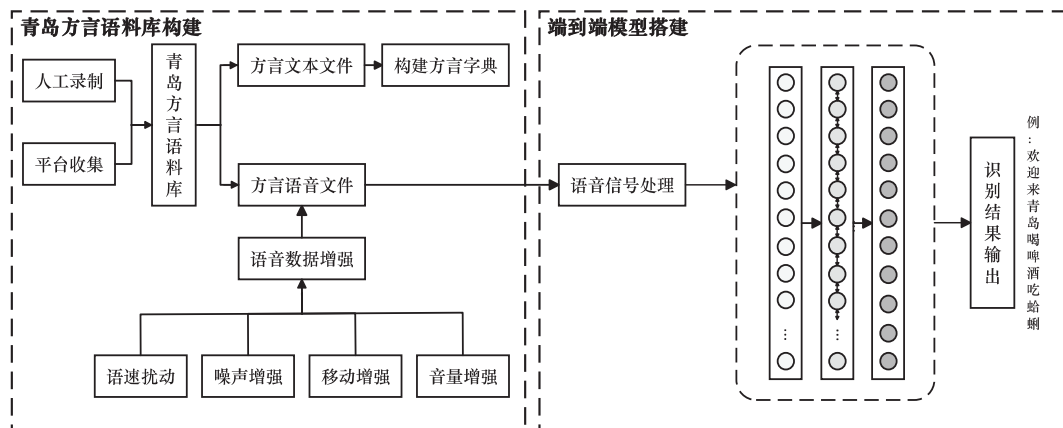 青岛方言语料库构建
人工录制
平台收集
青岛方言语料库
方言文本文件
构建方言字典
方言语音文件
语音数据增强
语速扰动
噪声增强
移动增强
音量增强
端到端模型搭建
语音信号处理
⋮
⋮
识别结果输出
例:欢迎来青岛喝啤酒吃蛤蜊